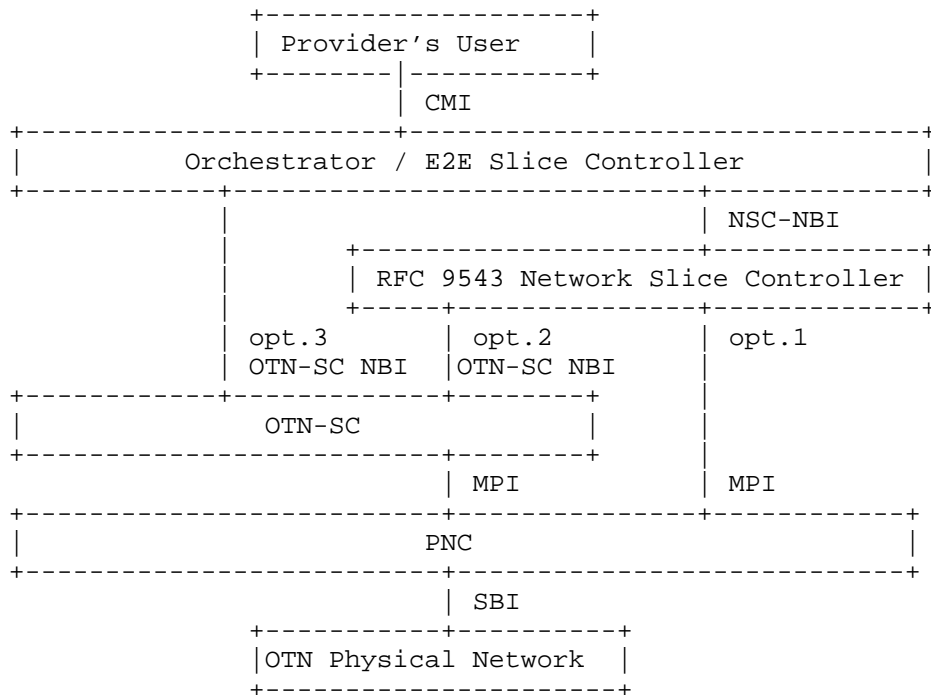 Provider's User
CMI
Orchestrator / E2E Slice Controller
NSC-NBI
RFC 9543 Network Slice Controller
opt.3 opt.2 opt.1
OTN-SC NBI OTN-SC NBI
OTN-SC
MPI MPI
PNC
SBI
OTN Physical Network